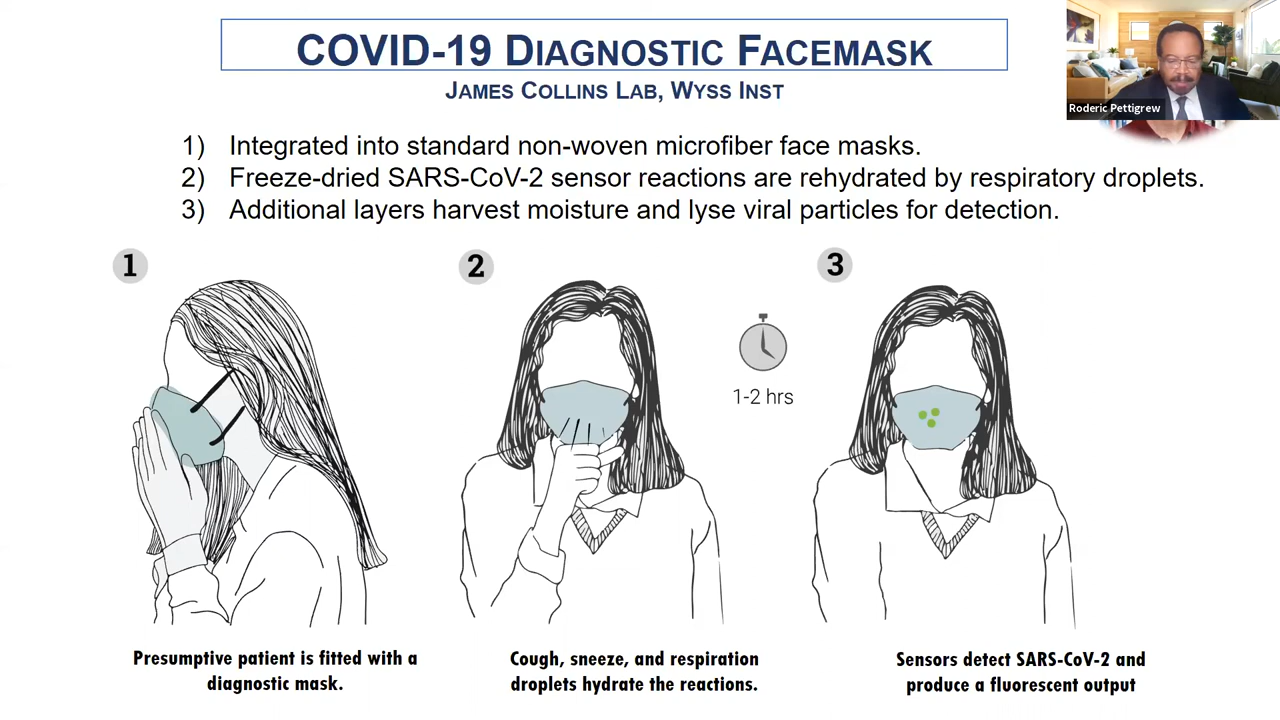 COVID-19 DIAGNOSTIC FACEMASK
JAMES COLLINS LAB, WYSS INST
Roderic Pettigrew
1) Integrated into standard non-woven microfiber face masks.
2) Freeze-dried SARS-CoV-2 sensor reactions are rehydrated by respiratory droplets.
3) Additional layers harvest moisture and lyse viral particles for detection.
1
2
3
1-2 hrs
Presumptive patient is fitted with a
diagnostic mask.
Cough, sneeze, and respiration
droplets hydrate the reactions.
Sensors detect SARS-CoV-2 and
produce a fluorescent output